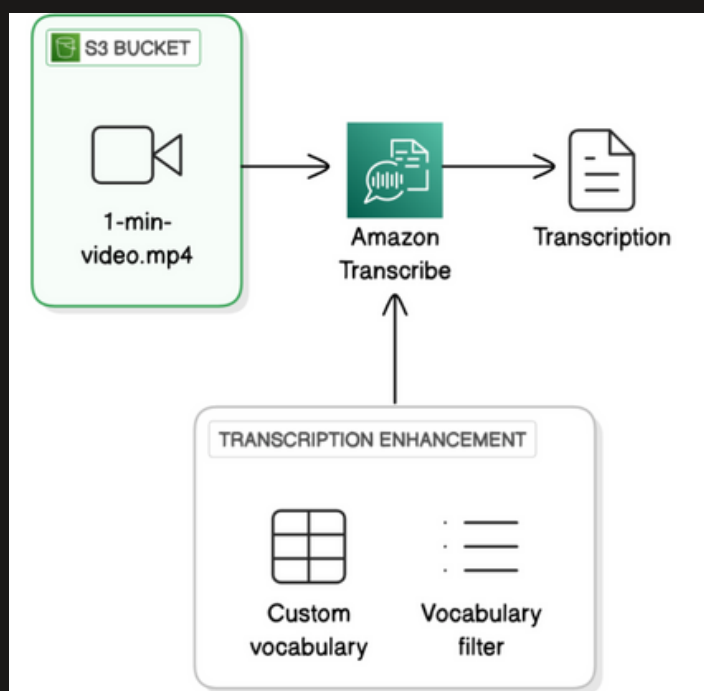 S3 BUCKET
1-min-
video.mp4
Amazon
Transcribe
Transcription
TRANSCRIPTION ENHANCEMENT
Custom
vocabulary
Vocabulary
filter